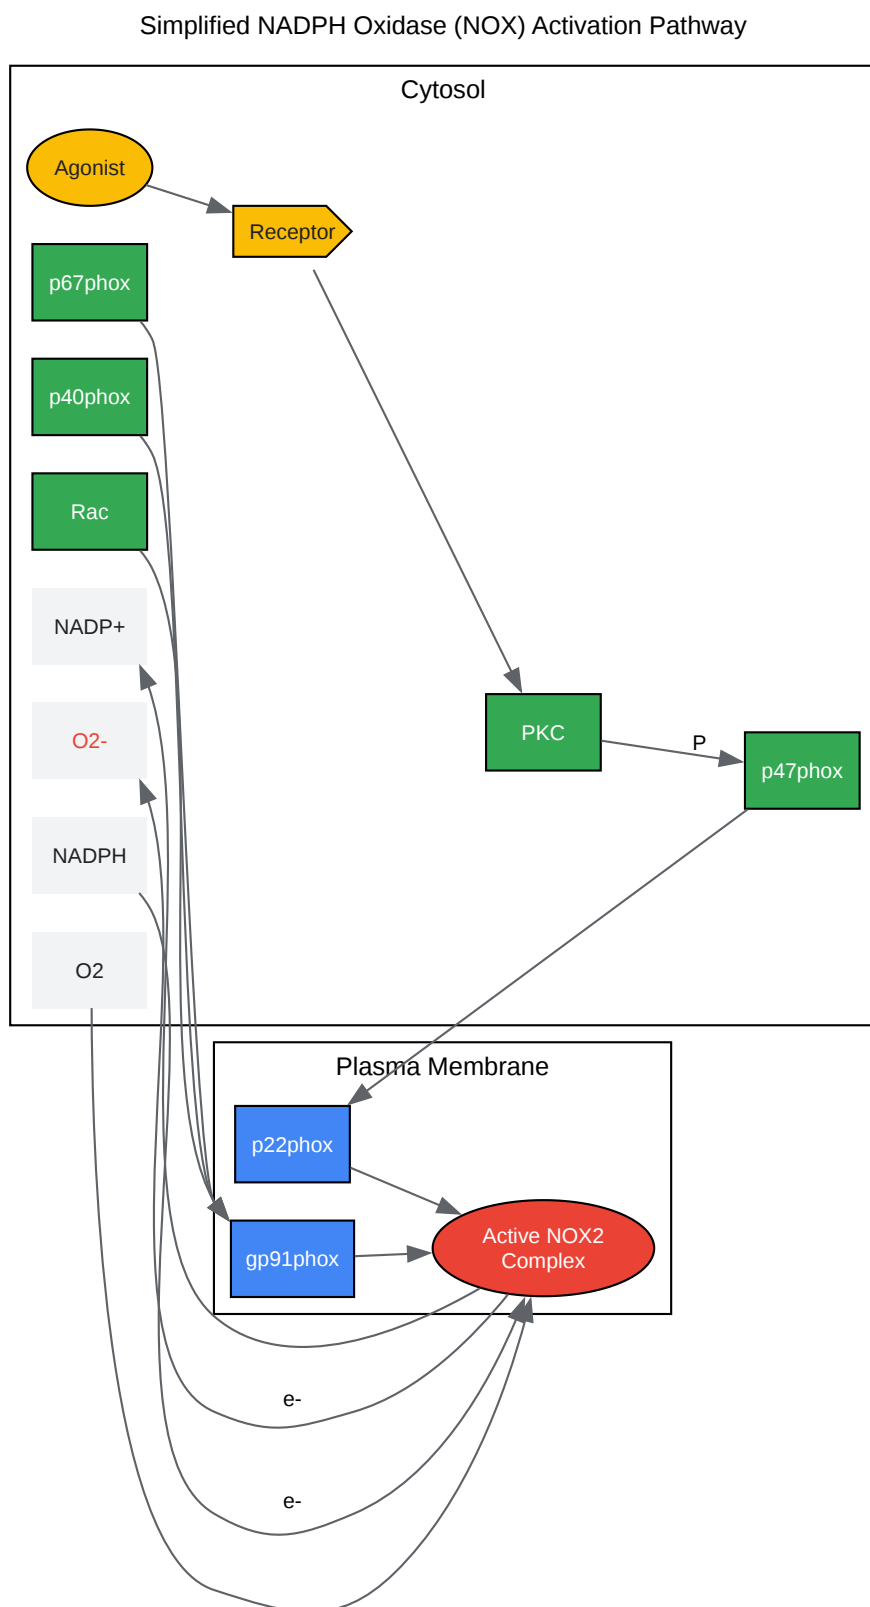 Simplified NADPH Oxidase (NOX) Activation Pathway
Cytosol
Agonist
Receptor
p67phox
p40phox
Rac
NADP+
O2-
PKC
P
p47phox
NADPH
O2
Plasma Membrane
p22phox
gp91phox
Active NOX2
Complex
e-
e-